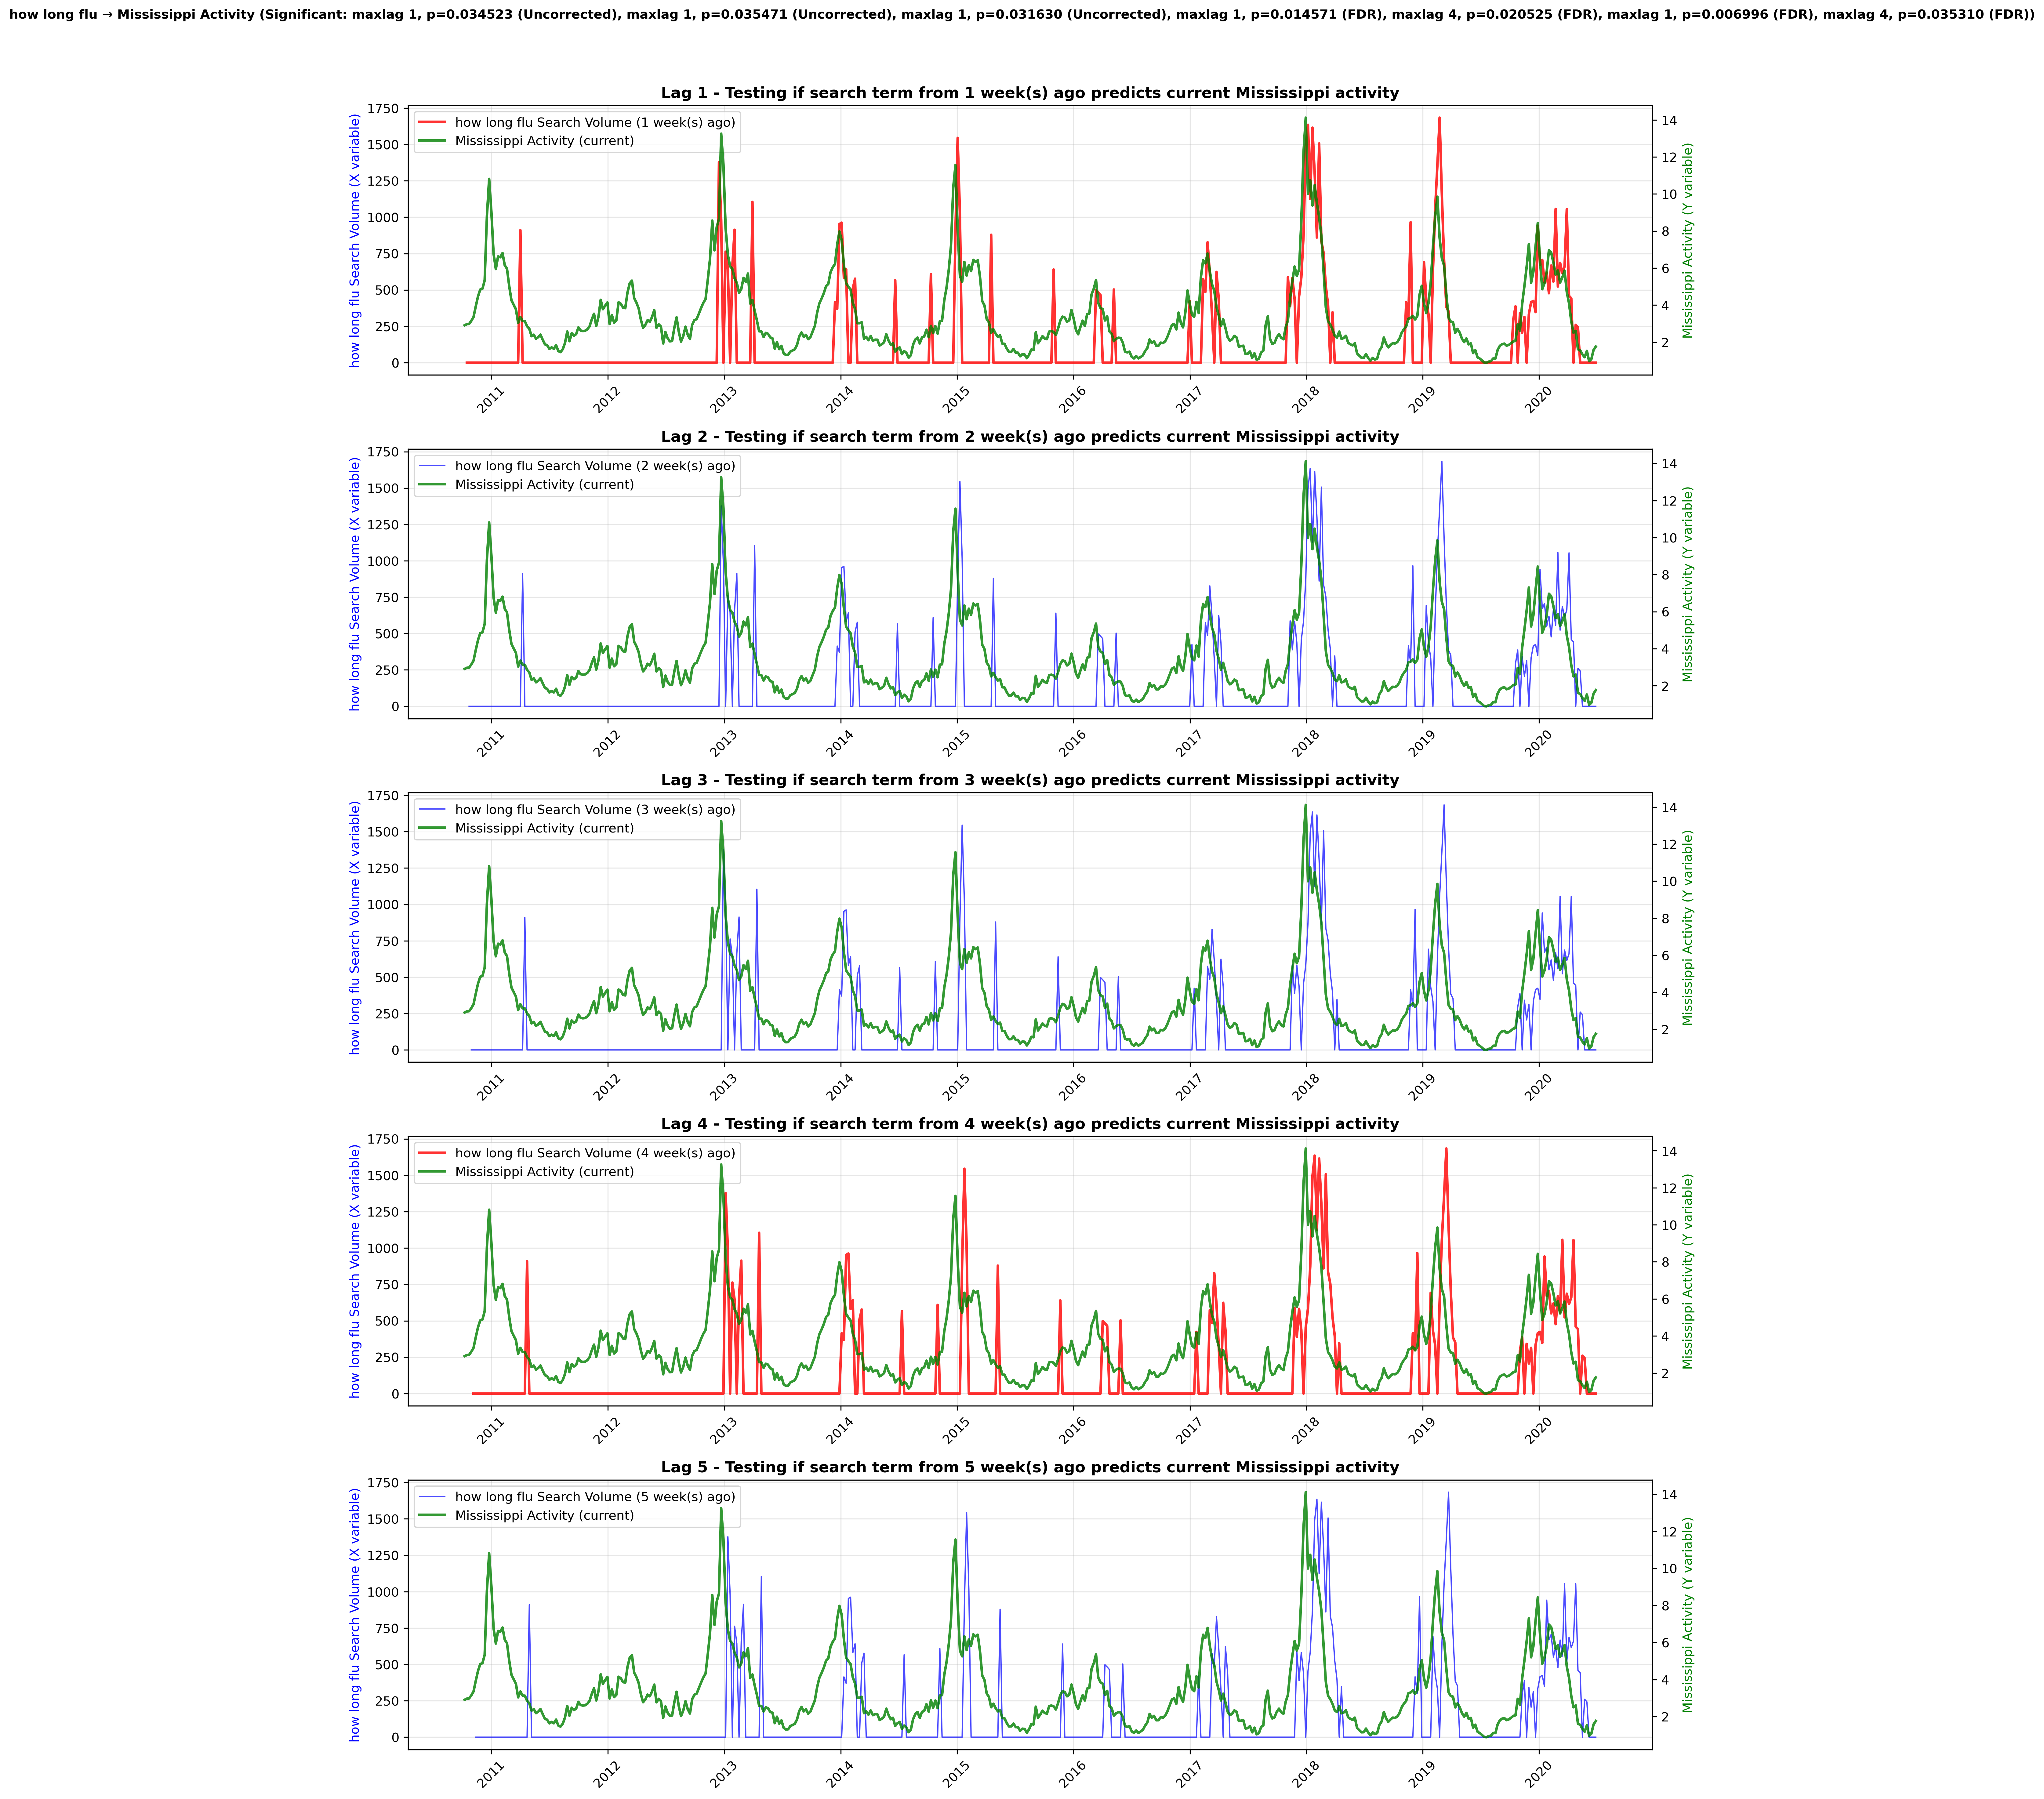 how long flu → Mississippi Activity (Significant: maxlag 1, p=0.034523 (Uncorrected), maxlag 1, p=0.035471 (Uncorrected), maxlag 1, p=0.031630 (Uncorrected), maxlag 1, p=0.014571 (FDR), maxlag 4, p=0.020525 (FDR), maxlag 1, p=0.006996 (FDR), maxlag 4, p=0.035310 (FDR))
Lag 1 - Testing if search term from 1 week(s) ago predicts current Mississippi activity
how long flu Search Volume (1 week(s) ago)
Mississippi Activity (current)
how long flu Search Volume (X variable)
1750
1500
1250
1000
750
500
250
0
14
12
10
8
6
4
2
Mississippi Activity (Y variable)
2011 2012 2013 2014 2015 2016 2017 2018 2019 2020
Lag 2 - Testing if search term from 2 week(s) ago predicts current Mississippi activity
how long flu Search Volume (2 week(s) ago)
Mississippi Activity (current)
how long flu Search Volume (X variable)
1750
1500
1250
1000
750
500
250
0
14
12
10
8
6
4
2
Mississippi Activity (Y variable)
2011 2012 2013 2014 2015 2016 2017 2018 2019 2020
Lag 3 - Testing if search term from 3 week(s) ago predicts current Mississippi activity
how long flu Search Volume (3 week(s) ago)
Mississippi Activity (current)
how long flu Search Volume (X variable)
1750
1500
1250
1000
750
500
250
0
14
12
10
8
6
4
2
Mississippi Activity (Y variable)
2011 2012 2013 2014 2015 2016 2017 2018 2019 2020
Lag 4 - Testing if search term from 4 week(s) ago predicts current Mississippi activity
how long flu Search Volume (4 week(s) ago)
Mississippi Activity (current)
how long flu Search Volume (X variable)
1750
1500
1250
1000
750
500
250
0
14
12
10
8
6
4
2
Mississippi Activity (Y variable)
2011 2012 2013 2014 2015 2016 2017 2018 2019 2020
Lag 5 - Testing if search term from 5 week(s) ago predicts current Mississippi activity
how long flu Search Volume (5 week(s) ago)
Mississippi Activity (current)
how long flu Search Volume (X variable)
1750
1500
1250
1000
750
500
250
0
14
12
10
8
6
4
2
Mississippi Activity (Y variable)
2011 2012 2013 2014 2015 2016 2017 2018 2019 2020